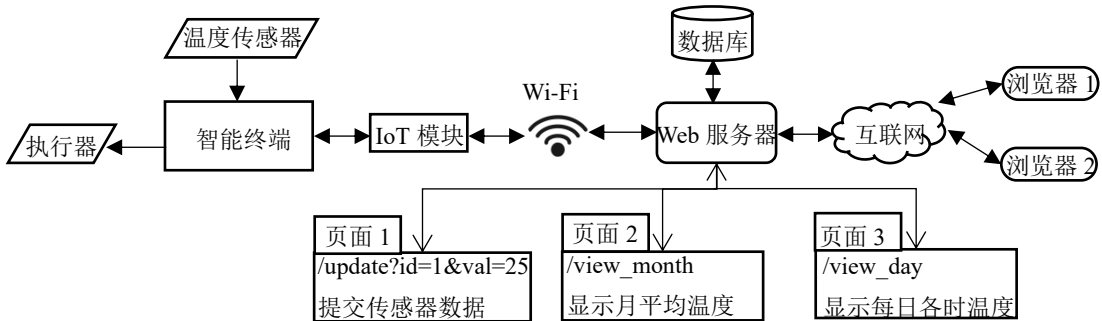 温度传感器
数据库
Wi-Fi
浏览器 1
执行器
智能终端
IoT 模块
Web 服务器
互联网
浏览器 2
页面 1
/update?id=1&val=25
提交传感器数据
页面 2
/view_month
显示月平均温度
页面 3
/view_day
显示每日各时温度